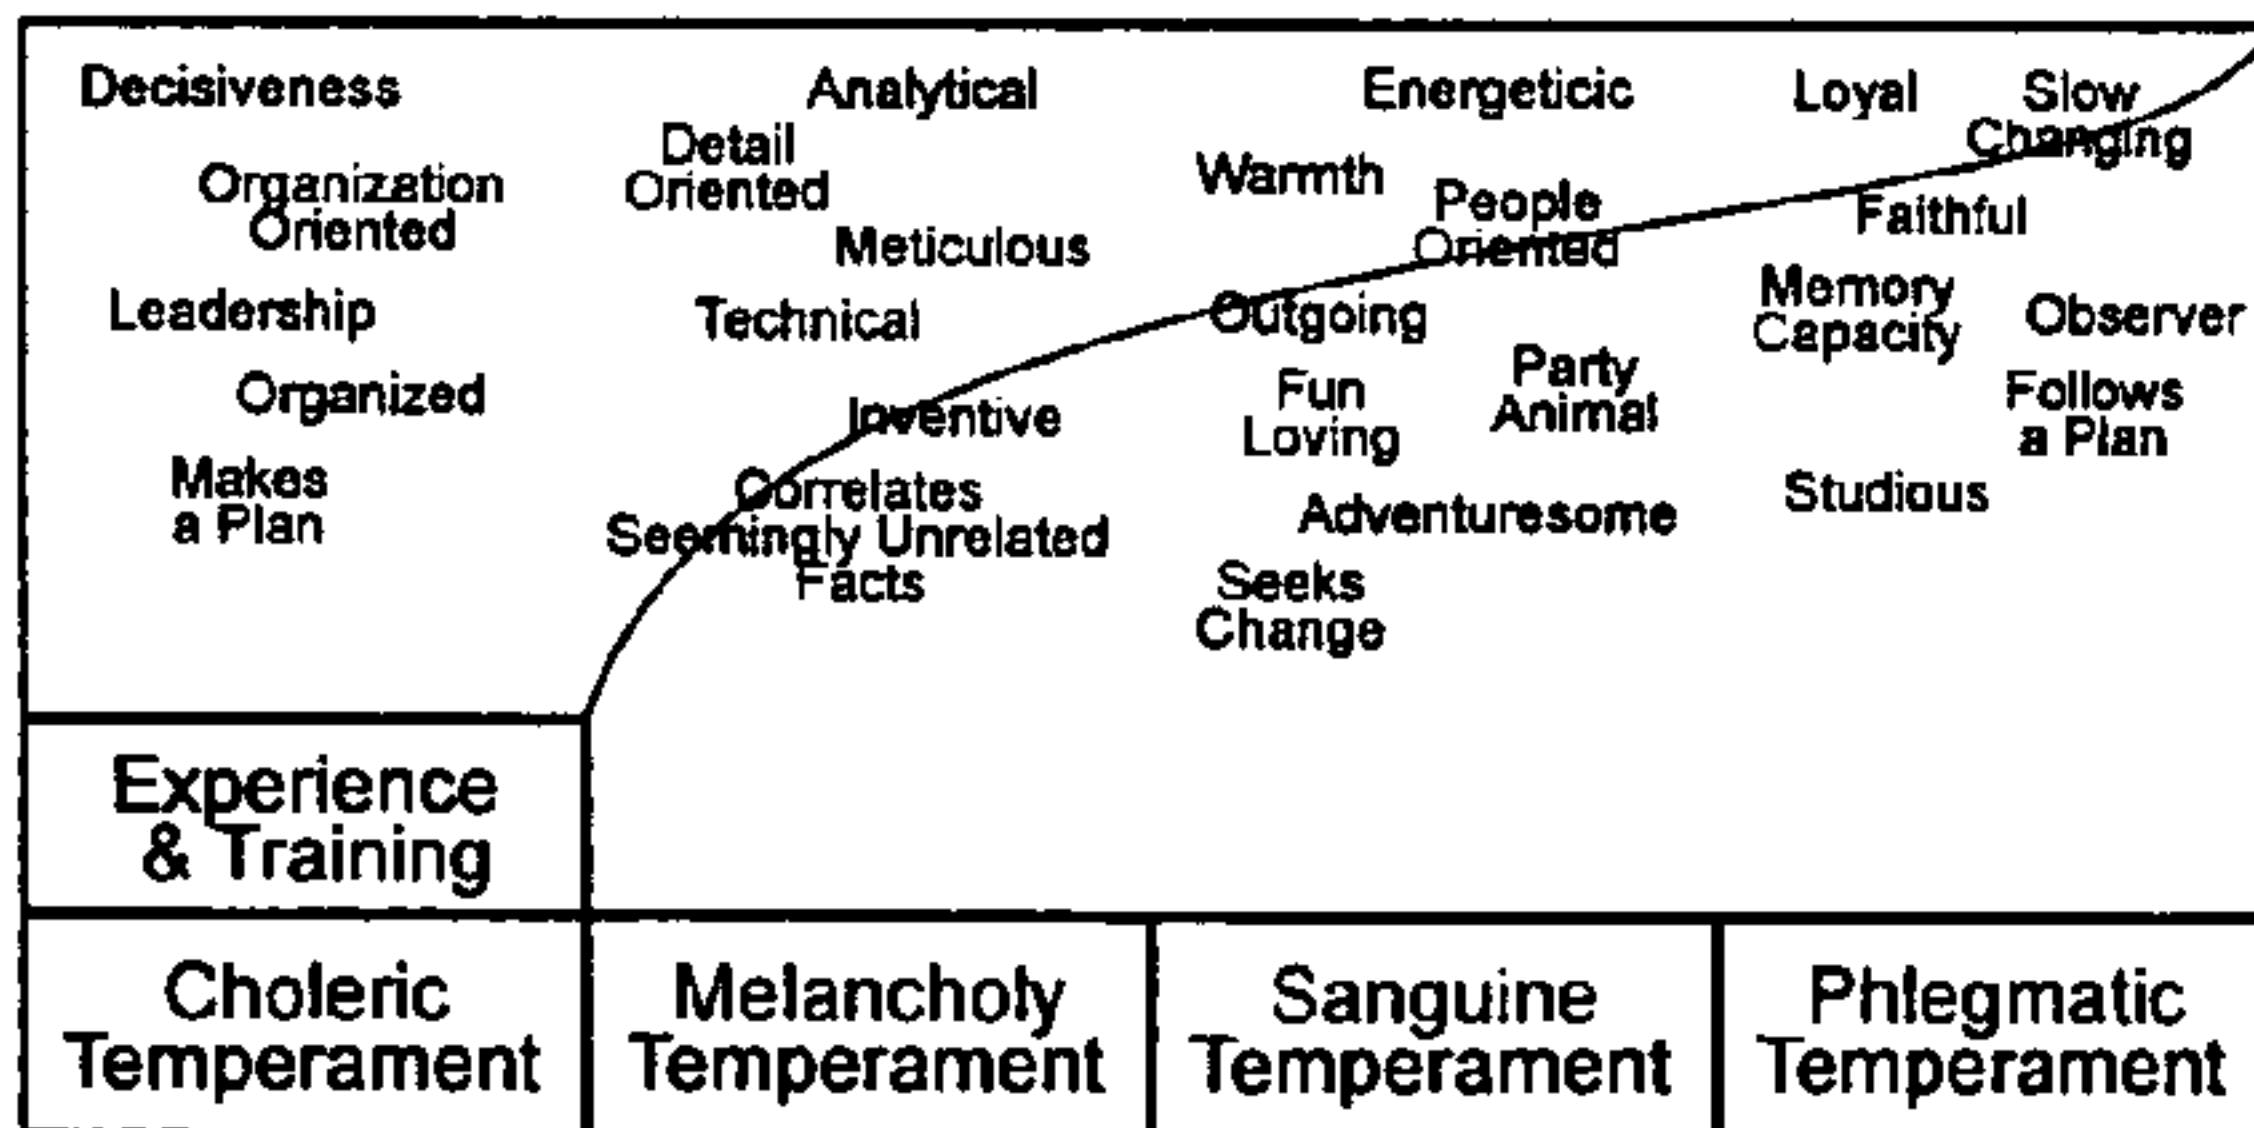 Decisiveness
Organization
Oriented
Leadership
Organized
Makes
a Plan
Analytical
Detail
Oriented
Meticulous
Technical
Inventive
Correlates
Seemingly Unrelated
Facts
Energeticic
Warmth
People
Oriented
Outgoing
Fun
Loving
Party
Animal
Adventuresome
Seeks
Change
Loyal
Slow
Changing
Faithful
Memory
Capacity
Observer
Follows
a Plan
Studious
Experience
& Training
Choleric
Temperament
Melancholy
Temperament
Sanguine
Temperament
Phlegmatic
Temperament